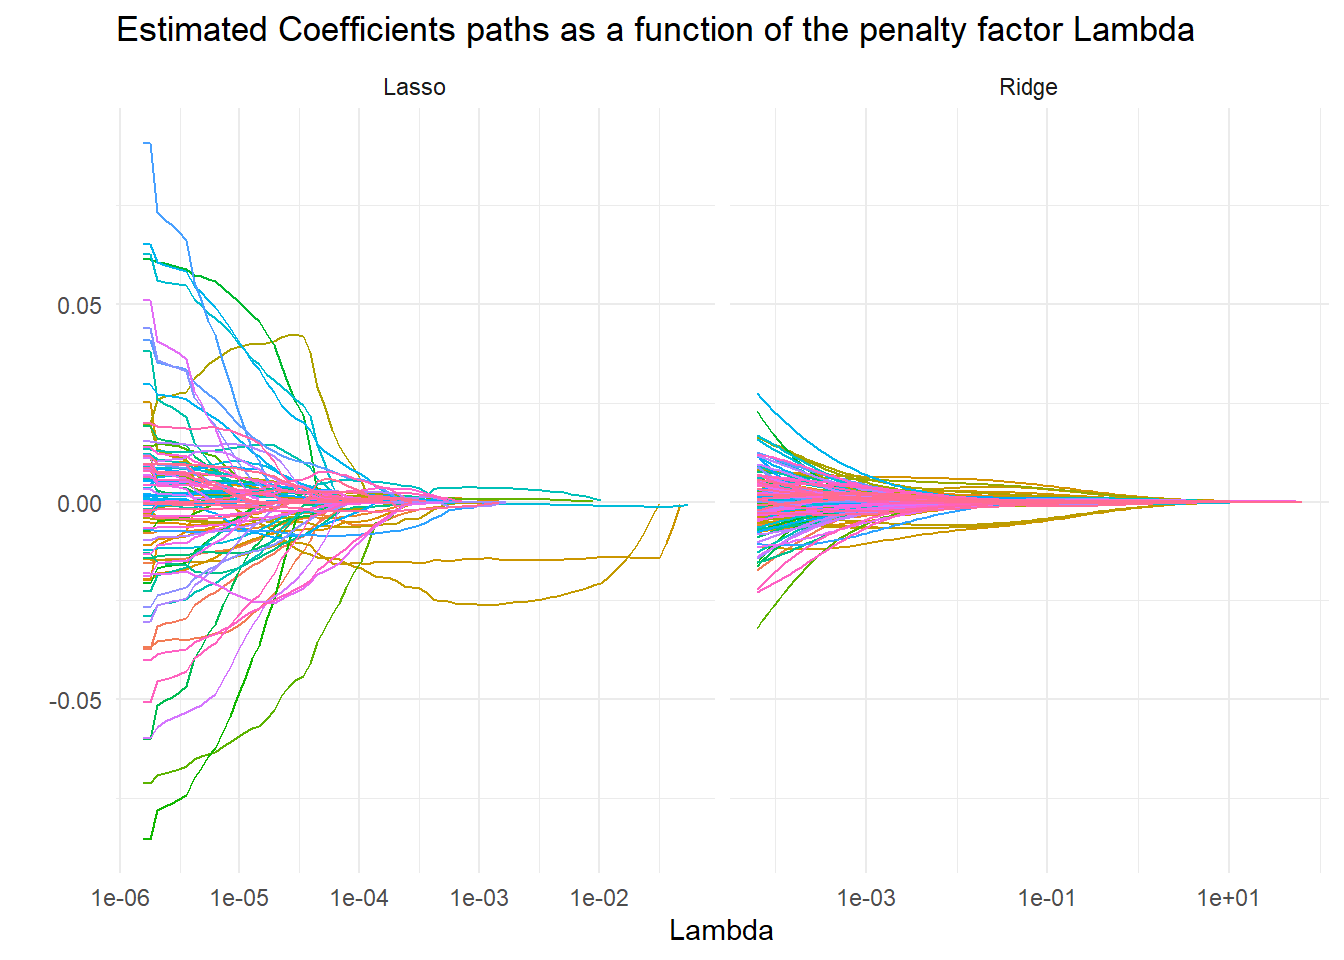 Estimated Coefficients paths as a function of the penalty factor Lambda
Lasso
Ridge
0.05
0.00
-0.05
1e-06 1e-05 1e-04 1e-03 1e-02
1e-03 1e-01 1e+01
Lambda